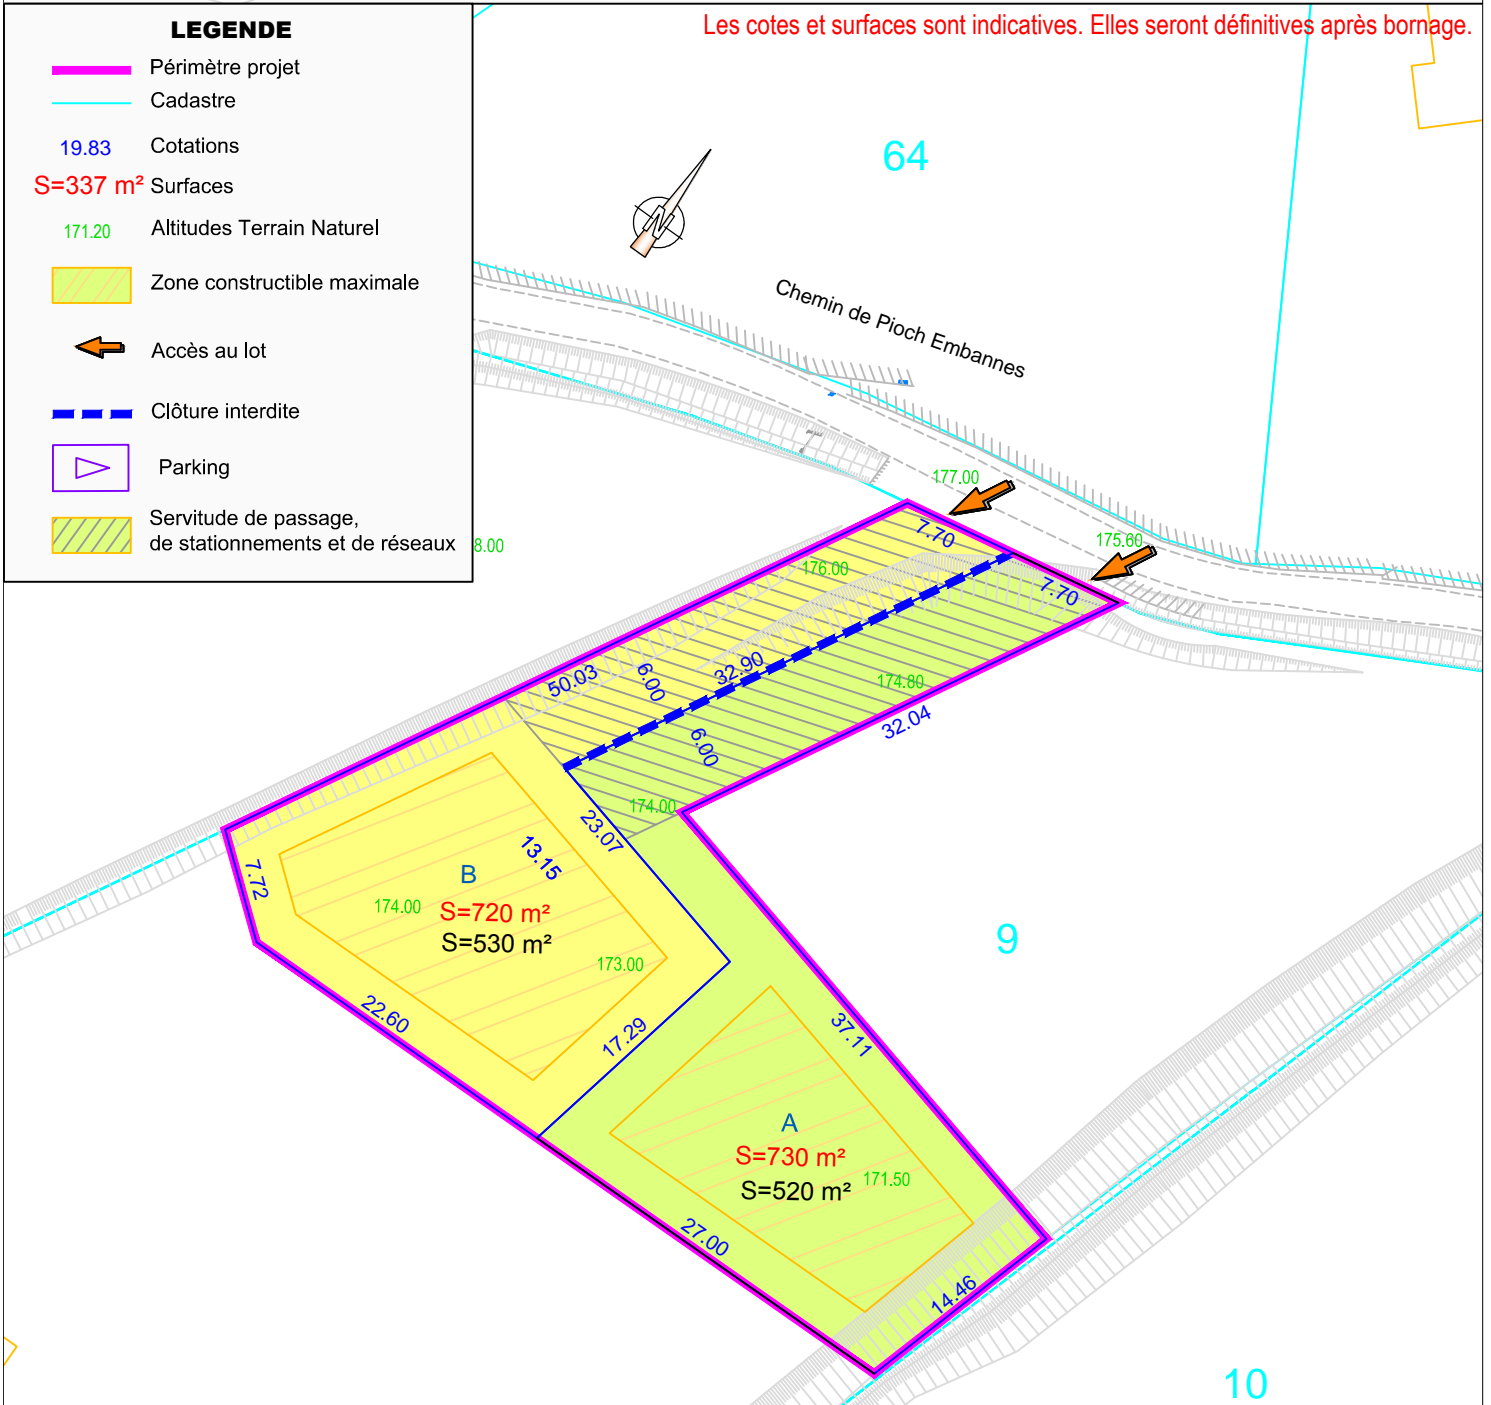 LEGENDE
Périmètre projet
Cadastre
19.83 Cotations
S=337 m² Surfaces
171.20 Altitudes Terrain Naturel
Zone constructible maximale
Accès au lot
Clôture interdite
Parking
Servitude de passage,
de stationnements et de réseaux
Les cotes et surfaces sont indicatives. Elles seront définitives après bornage.
64
N
Chemin de Pioch Embannes
177.00
7.70
175.60
8.00
176.00
7.70
50.03
6.00
32.90
174.80
32.04
6.00
174.00
23.07
13.15
7.72
B
174.00
S=720 m²
S=530 m²
173.00
9
22.60
17.29
37.11
A
S=730 m²
171.50
S=520 m²
27.00
14.46
10